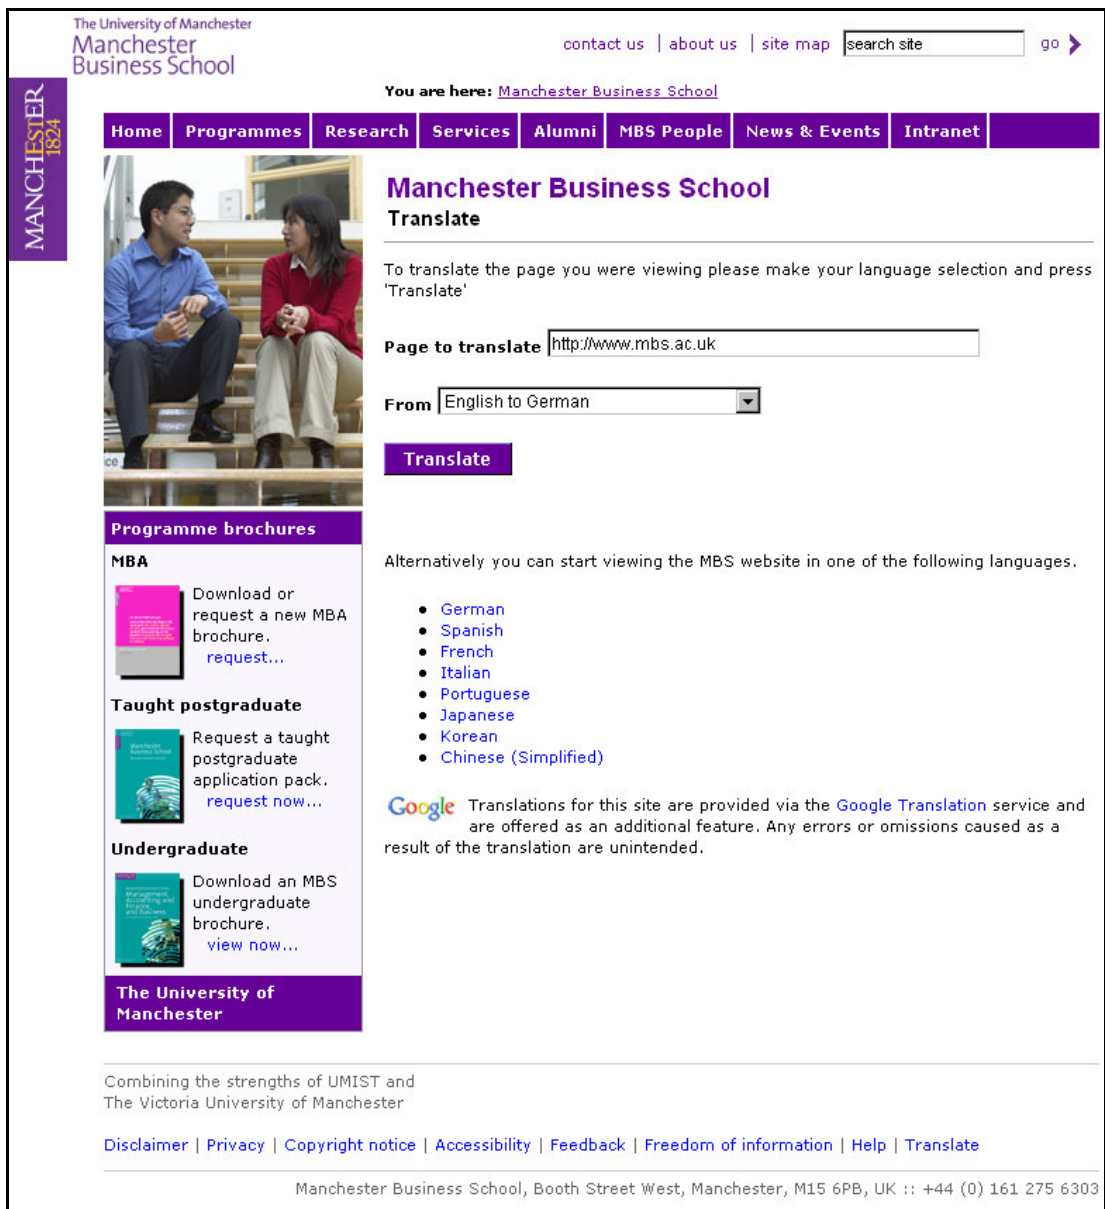 The University of Manchester
Manchester
Business School
contact us | about us | site map search site go
You are here: Manchester Business School
MANCHESTER
1824
Home Programmes Research Services Alumni MBS People News & Events Intranet
Manchester Business School
Translate
To translate the page you were viewing please make your language selection and press
'Translate'
Page to translate http://www.mbs.ac.uk
From English to German
Translate
Programme brochures
MBA
Download or
request a new MBA
brochure.
request...
Taught postgraduate
Request a taught
postgraduate
application pack.
request now...
Undergraduate
Download an MBS
undergraduate
brochure.
view now...
The University of
Manchester
Alternatively you can start viewing the MBS website in one of the following languages.
• German
• Spanish
• French
• Italian
• Portuguese
• Japanese
• Korean
• Chinese (Simplified)
Google Translations for this site are provided via the Google Translation service and
are offered as an additional feature. Any errors or omissions caused as a
result of the translation are unintended.
Combining the strengths of UMIST and
The Victoria University of Manchester
Disclaimer | Privacy | Copyright notice | Accessibility | Feedback | Freedom of information | Help | Translate
Manchester Business School, Booth Street West, Manchester, M15 6PB, UK :: +44 (0) 161 275 6303